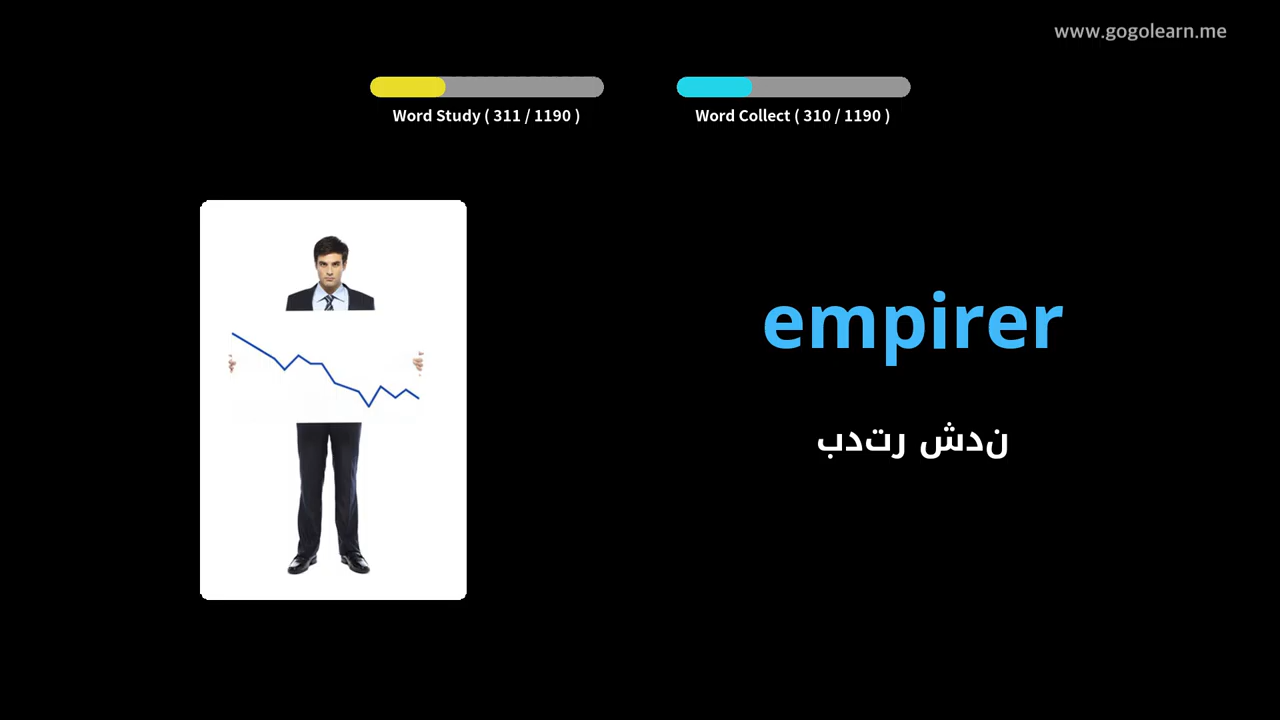 www.gogolearn.me
Word Study ( 311 / 1190 )
Word Collect ( 310 / 1190 )
empirer
بدتر شدن